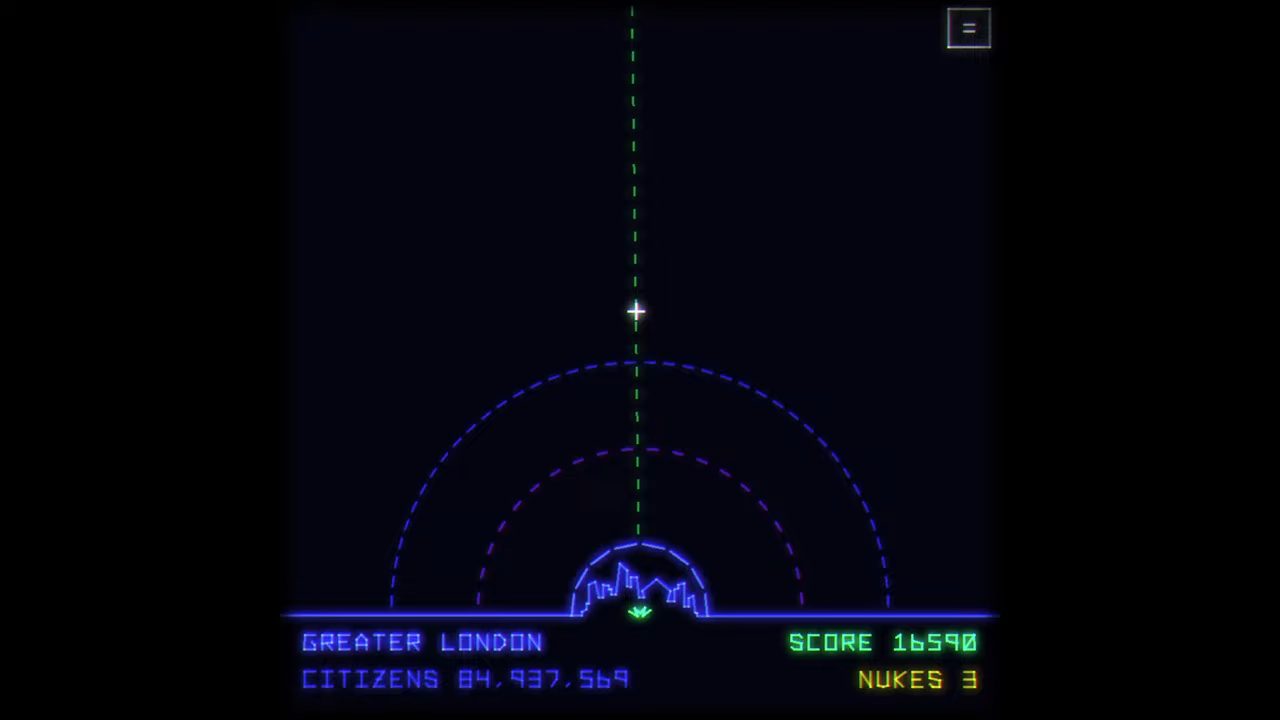 GREATER LONDON
SCORE 16590
CITIZENS 84,937,569
NUKES 3